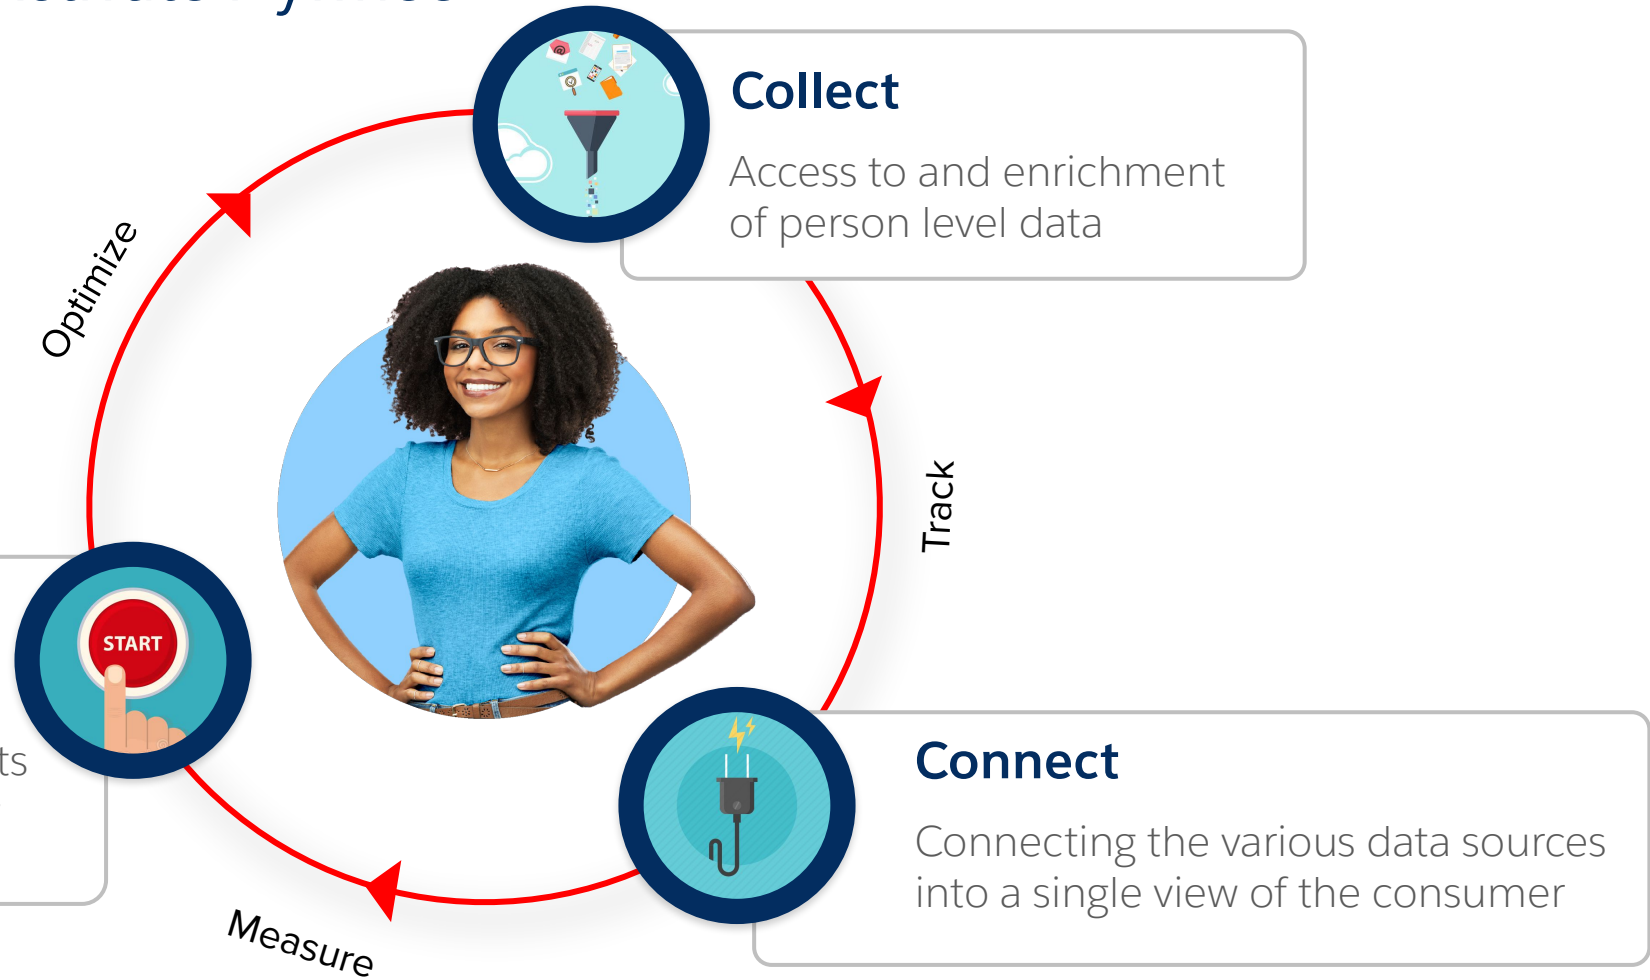 Collect
Access to and enrichment
of person level data
Optimize
Track
START
ts
Connect
Connecting the various data sources
into a single view of the consumer
Measure